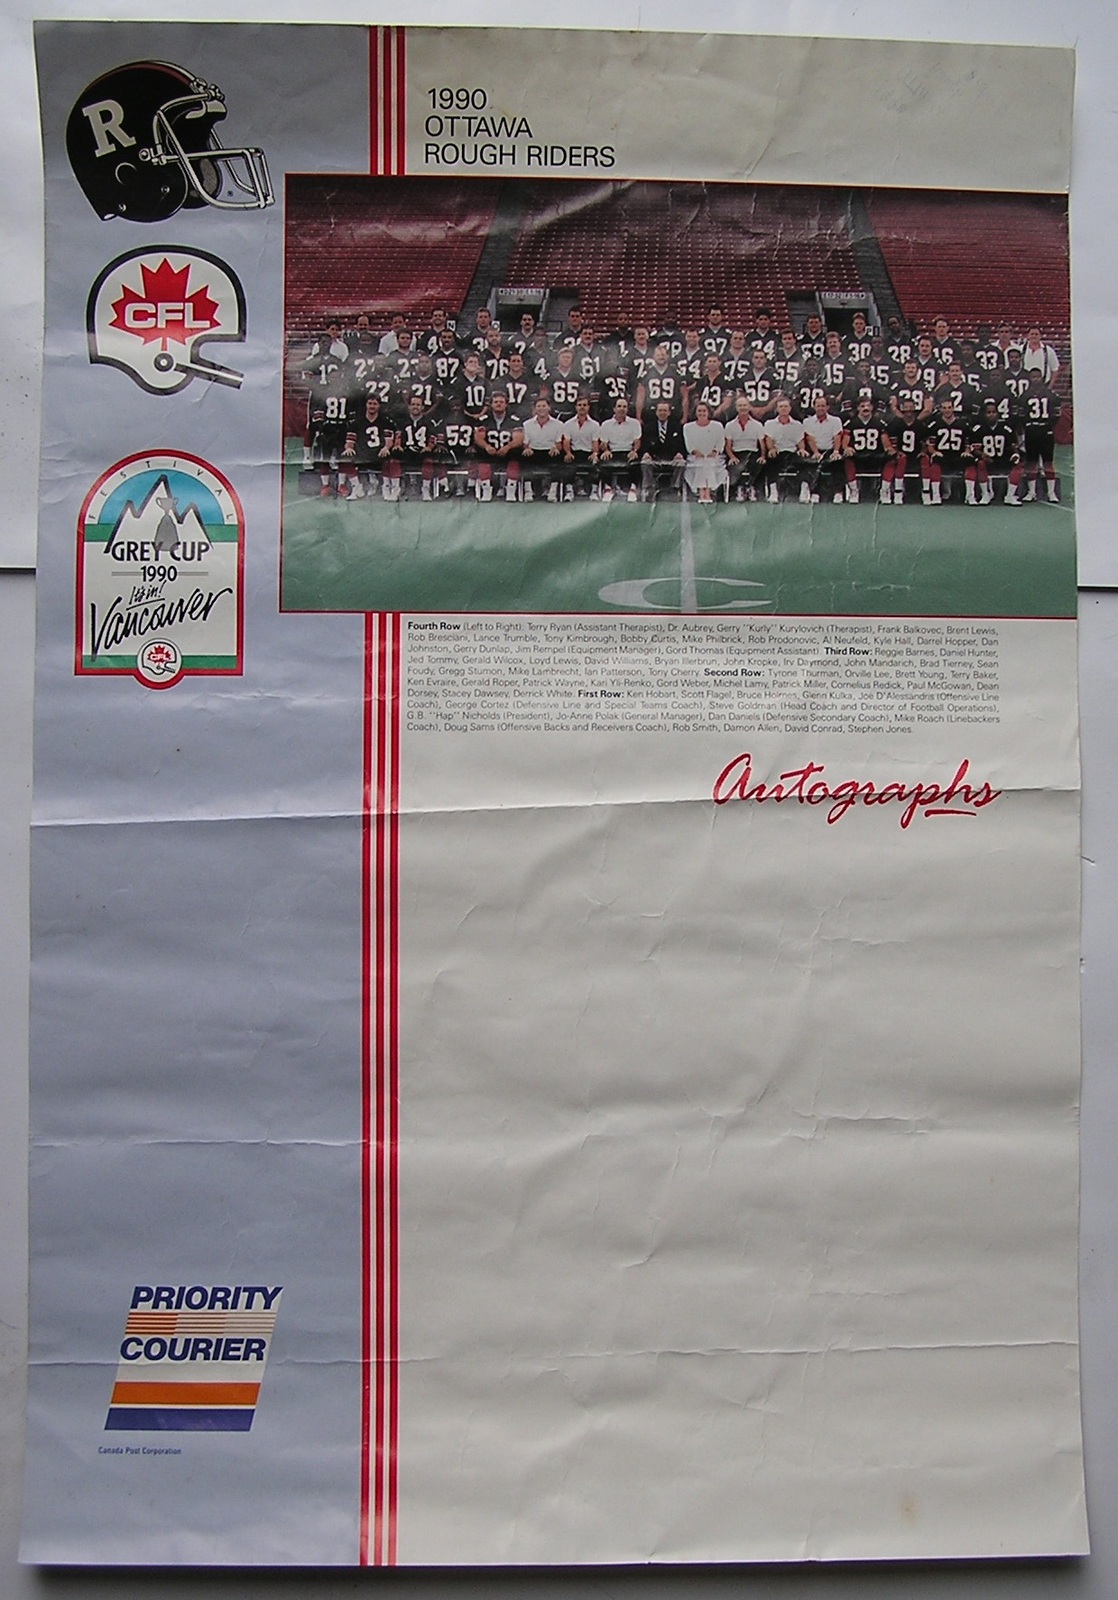 R
1990
OTTAWA
ROUGH RIDERS
CFL
FESTIVAL
GREY CUP
1990
It's in!
Vancouver
CFL
Fourth Row (Left to Right): Terry Ryan (Assistant Therapist), Dr. Aubrey, Gerry "Kurly" Kurylovich (Therapist), Frank Balkovec, Brent Lewis,
Rob Bresciani, Lance Trumble, Tony Kimbrough, Bobby Curtis, Mike Philbrick, Rob Prodonovic, Al Neufeld, Kyle Hall, Darrel Hopper, Dan
Johnston, Gerry Dunlap, Jim Rempel (Equipment Manager), Gord Thomas (Equipment Assistant). Third Row: Reggie Barnes, Daniel Hunter,
Jed Tommy, Gerald Wilcox, Loyd Lewis, David Williams, Bryan Illerbrun, John Kropke, Irv Daymond, John Mandarich, Brad Tierney, Sean
Foudy, Gregg Stumon, Mike Lambrecht, Ian Patterson, Tony Cherry. Second Row: Tyrone Thurman, Orville Lee, Brett Young, Terry Baker,
Ken Evraire, Gerald Roper, Patrick Wayne, Kari Yli-Renko, Gord Weber, Michel Lamy, Patrick Miller, Cornelius Redick, Paul McGowan, Dean
Dorsey, Stacey Dawsey, Derrick White. First Row: Ken Hobart, Scott Flagel, Bruce Holmes, Glenn Kulka, Joe D'Alessandris (Offensive Line
Coach), George Cortez (Defensive Line and Special Teams Coach), Steve Goldman (Head Coach and Director of Football Operations),
G.B. "Hap" Nicholds (President), Jo-Anne Polak (General Manager), Dan Daniels (Defensive Secondary Coach), Mike Roach (Linebackers
Coach), Doug Sams (Offensive Backs and Receivers Coach), Rob Smith, Damon Allen, David Conrad, Stephen Jones.
Autographs
PRIORITY
COURIER
Canada Post Corporation